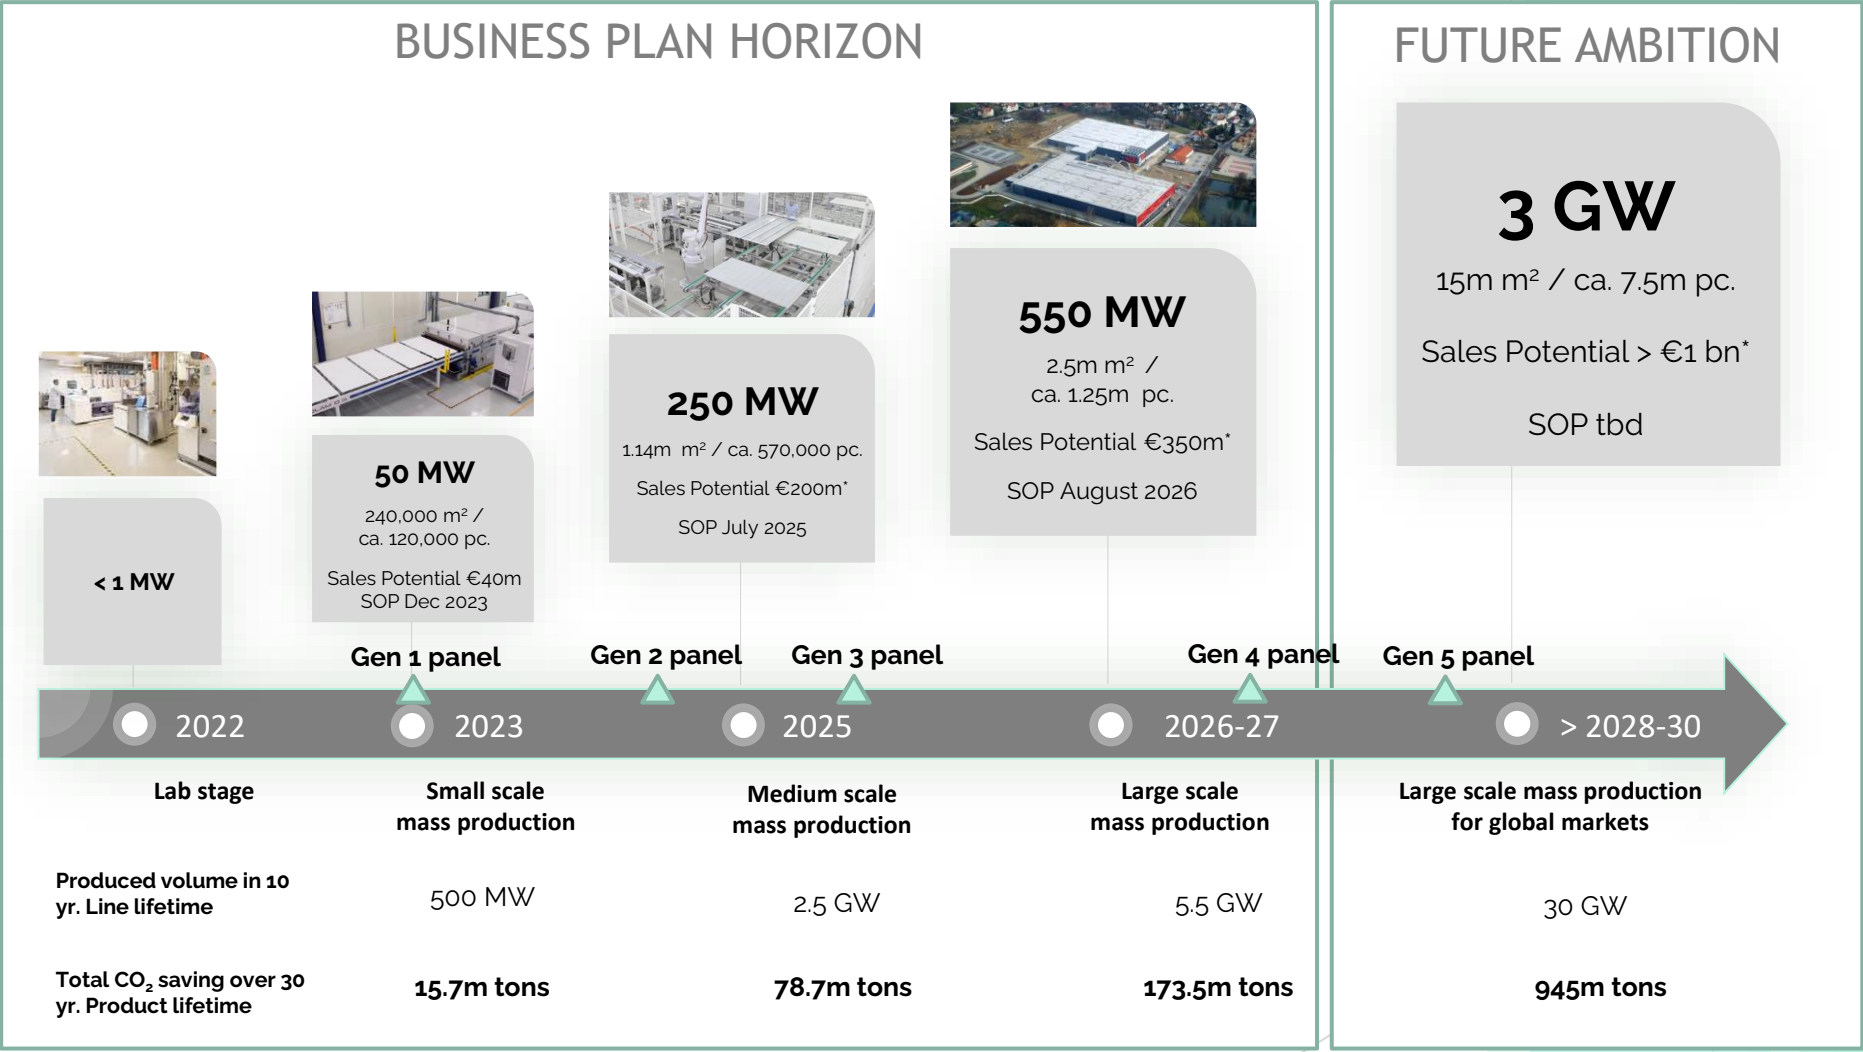 BUSINESS PLAN HORIZON
FUTURE AMBITION
< 1 MW
50 MW
240,000 m² /
ca. 120,000 pc.
Sales Potential €40m
SOP Dec 2023
250 MW
1.14m m² / ca. 570,000 pc.
Sales Potential €200m*
SOP July 2025
550 MW
2.5m m² /
ca. 1.25m pc.
Sales Potential €350m*
SOP August 2026
3 GW
15m m² / ca. 7.5m pc.
Sales Potential > €1 bn*
SOP tbd
Gen 1 panel
Gen 2 panel
Gen 3 panel
Gen 4 panel
Gen 5 panel
2022
2023
2025
2026-27
> 2028-30
Lab stage
Small scale
mass production
Medium scale
mass production
Large scale
mass production
Large scale mass production
for global markets
Produced volume in 10
yr. Line lifetime
500 MW
2.5 GW
5.5 GW
30 GW
Total CO₂ saving over 30
yr. Product lifetime
15.7m tons
78.7m tons
173.5m tons
945m tons